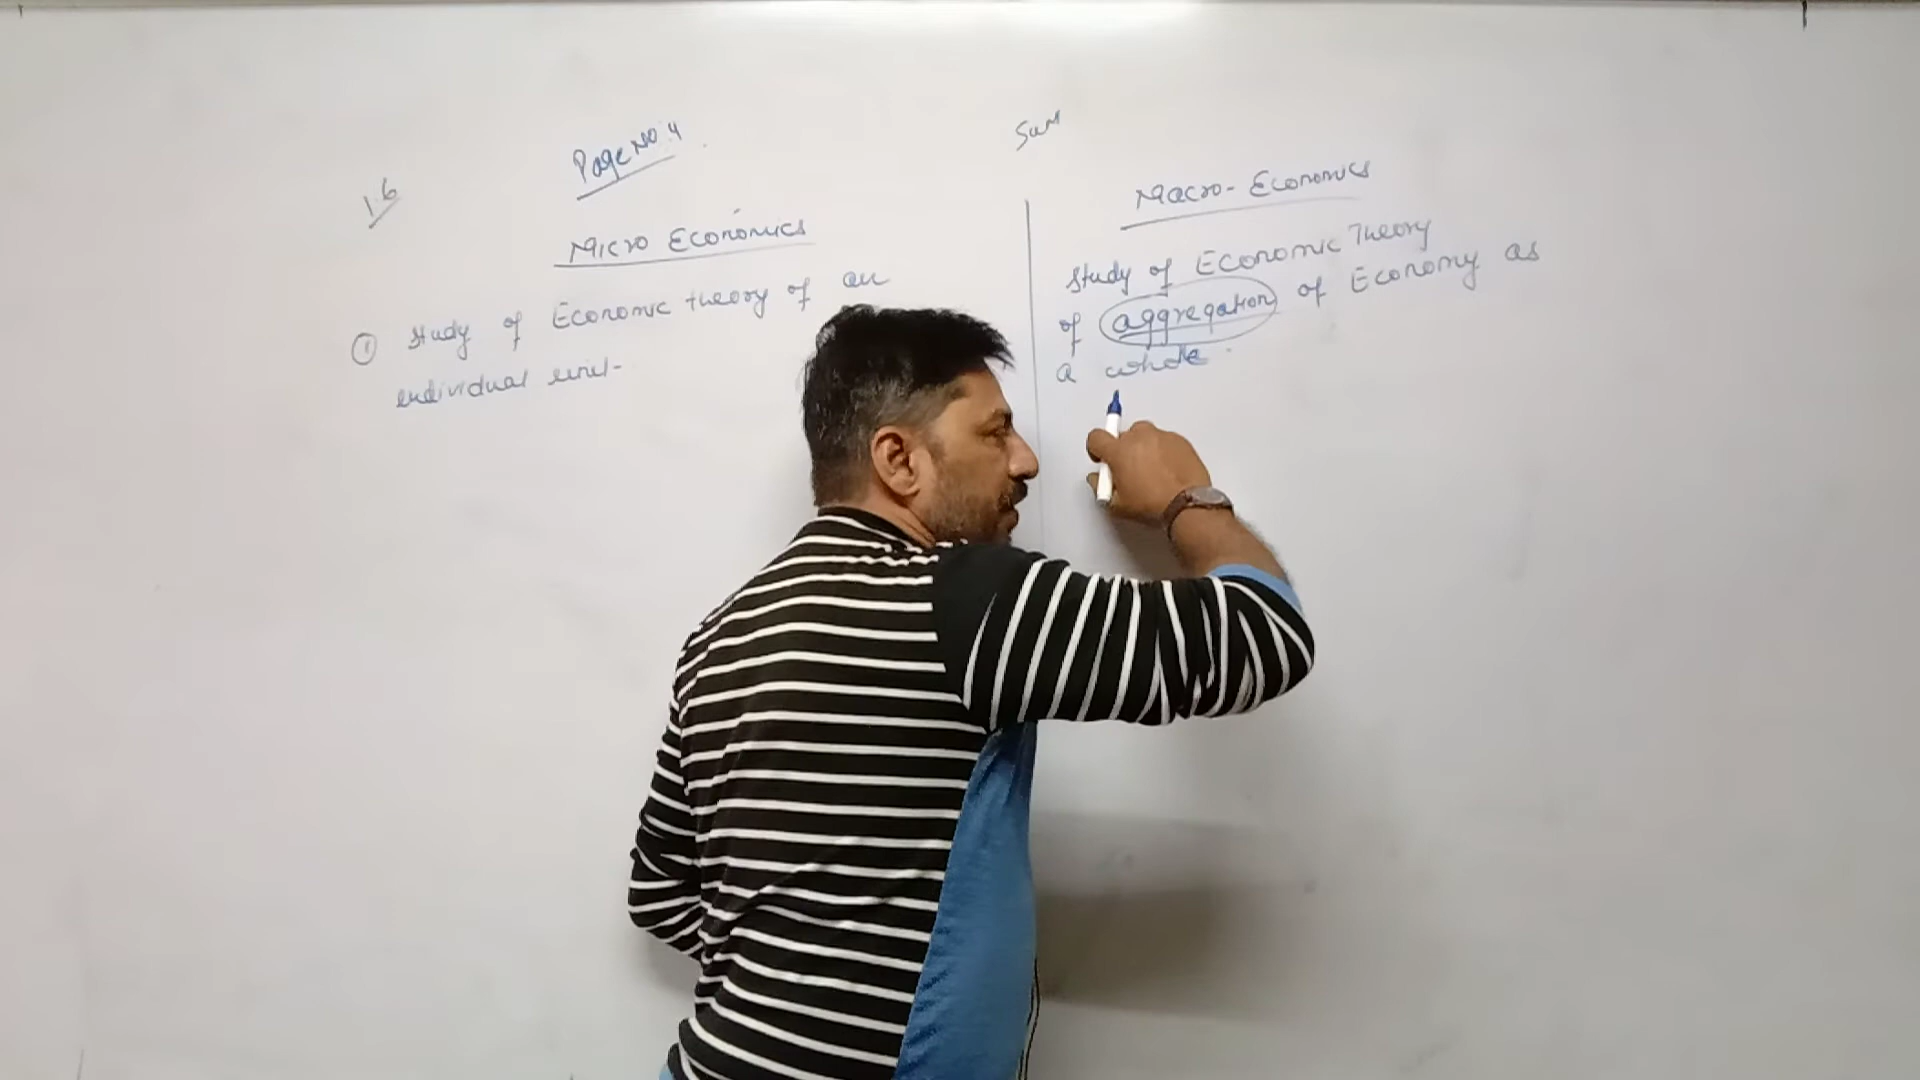 Page No. 4
1.6
Micro Economics
① Study of Economic theory of an
individual unit-
Sum
Macro- Economics
Study of Economic Theory
of aggregation of Economy as
a whole.